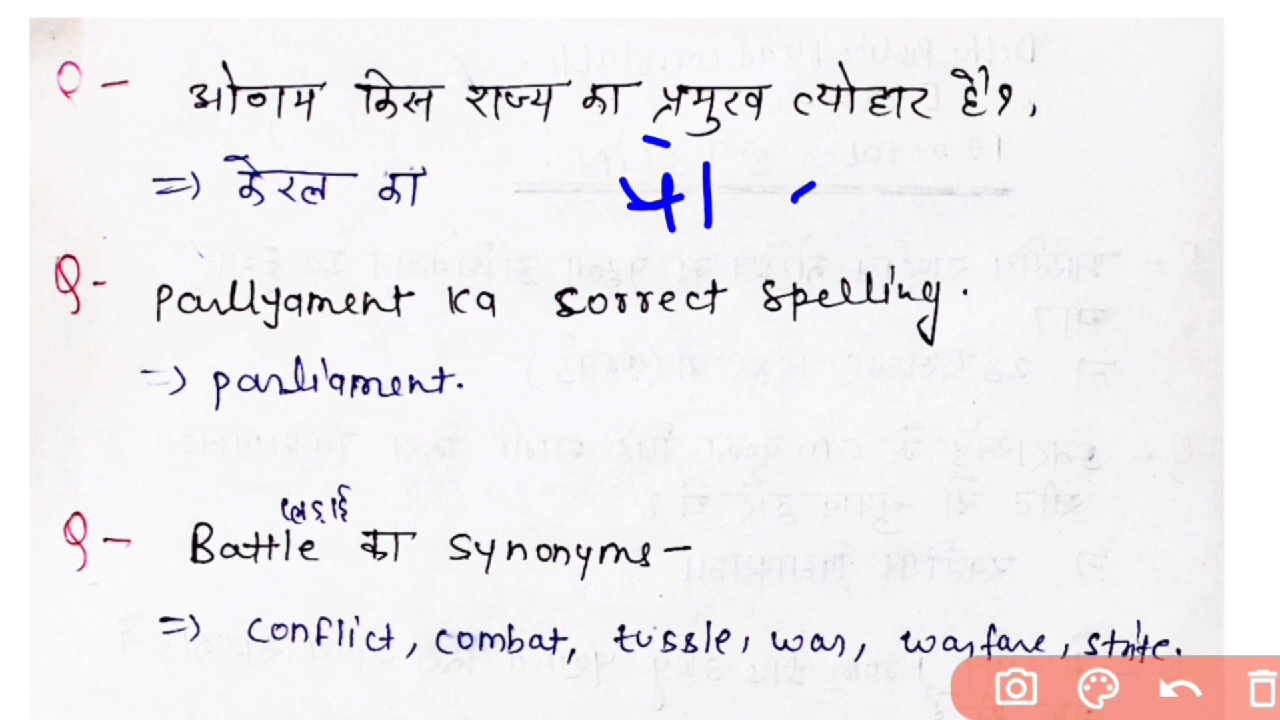 Q - ओणम किस राज्य का प्रमुख त्योहार है?,
=> केरल का
Q - parllyament ka sorrect spelling.
=> parliament.
लड़ाई
Q - Battle का synonyms -
=> conflict, combat, tussle, war, warfare, strife.